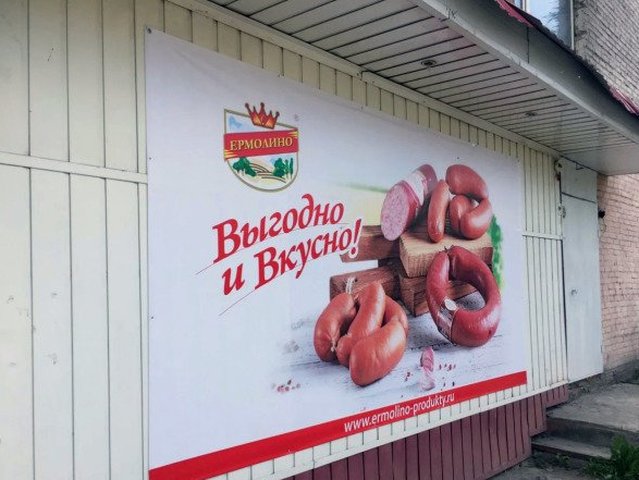 ЕРМОЛИНО
Выгодно
и Вкусно!
www.ermolino-produkty.ru